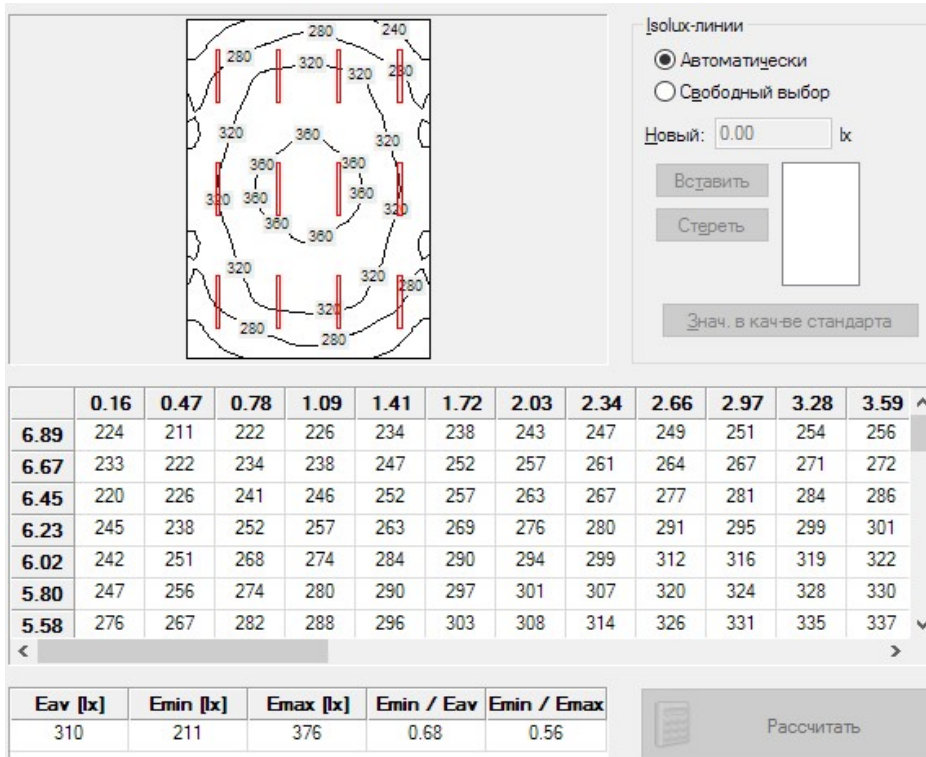 280 240
280 320 320 280
320 360 320
360 360
320 360 360 320
360 360
320 320 280
320
280 280
Isolux-линии
Автоматически
Свободный выбор
Новый: 0.00 lx
Вставить
Стереть
Знач. в кач-ве стандарта
0.16 0.47 0.78 1.09 1.41 1.72 2.03 2.34 2.66 2.97 3.28 3.59
6.89 224 211 222 226 234 238 243 247 249 251 254 256
6.67 233 222 234 238 247 252 257 261 264 267 271 272
6.45 220 226 241 246 252 257 263 267 277 281 284 286
6.23 245 238 252 257 263 269 276 280 291 295 299 301
6.02 242 251 268 274 284 290 294 299 312 316 319 322
5.80 247 256 274 280 290 297 301 307 320 324 328 330
5.58 276 267 282 288 296 303 308 314 326 331 335 337
Eav [lx] Emin [lx] Emax [lx] Emin / Eav Emin / Emax
310 211 376 0.68 0.56
Рассчитать